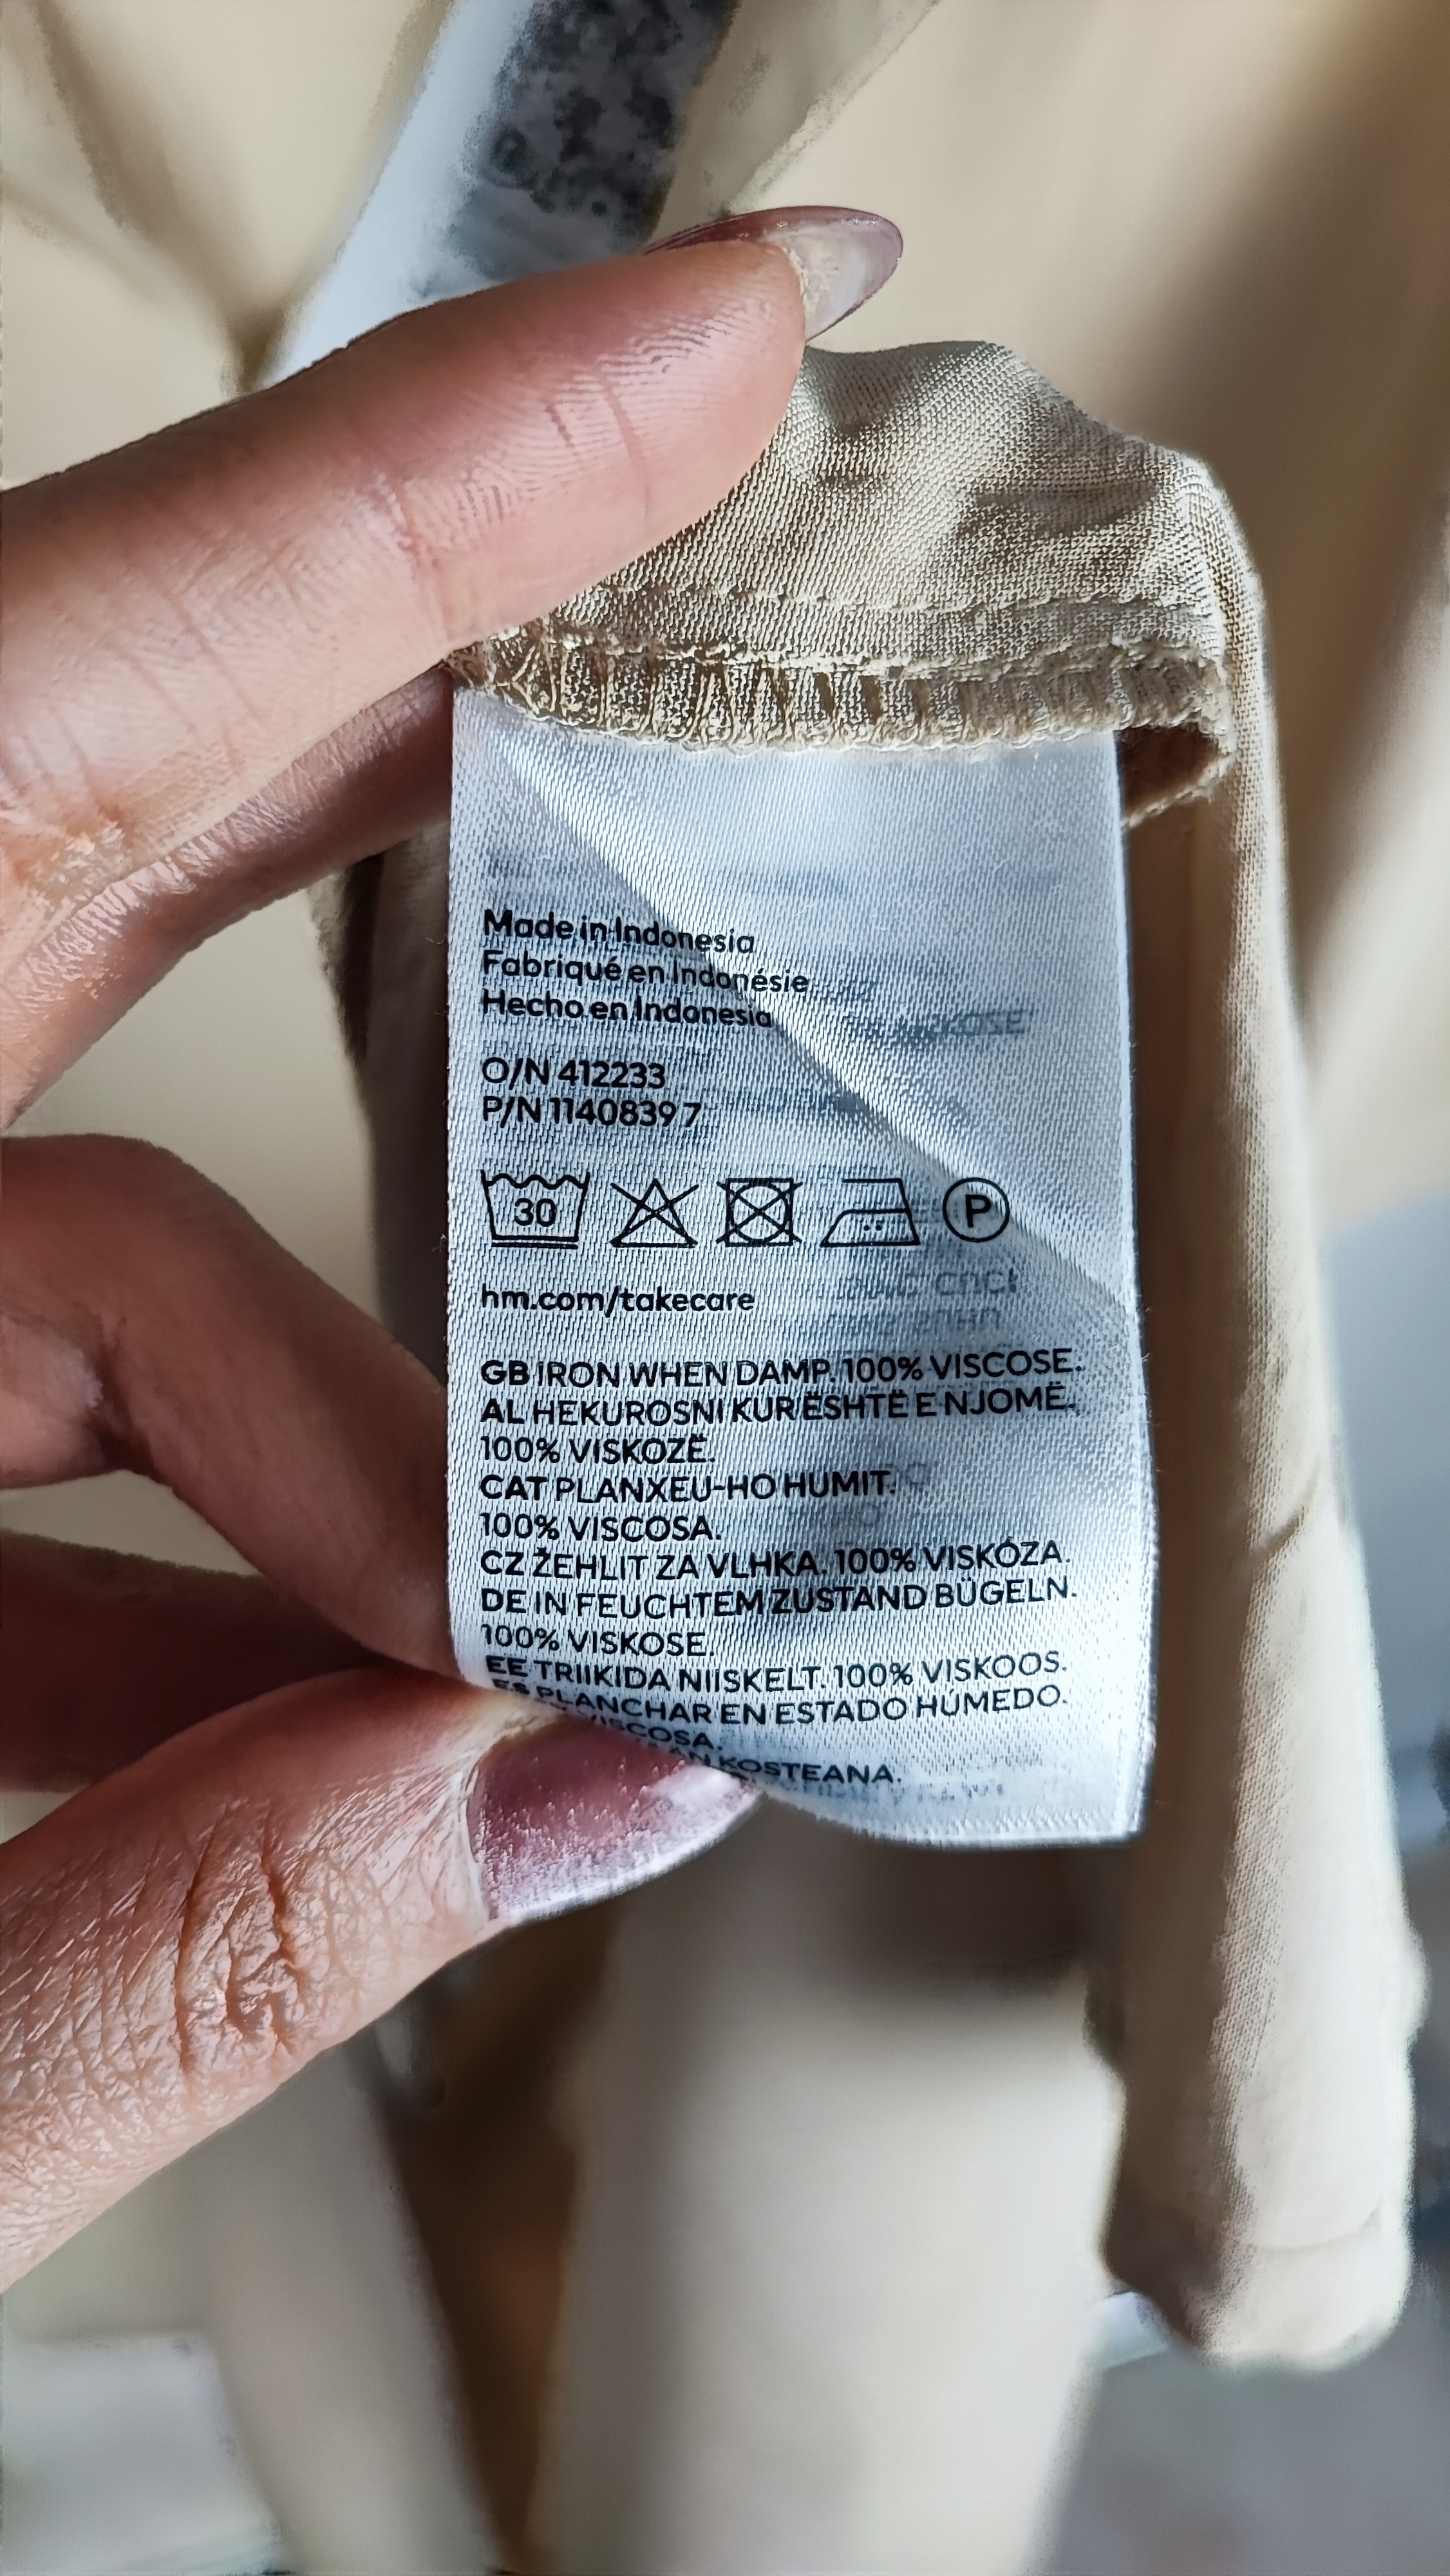 Made in Indonesia
Fabriqué en Indonésie
Hecho en Indonesia
O/N 412233
P/N 1140839 7
30
P
hm.com/takecare
GB IRON WHEN DAMP. 100% VISCOSE.
AL HEKUROSNI KUR ËSHTË E NJOMË.
100% VISKOZË.
CAT PLANXEU-HO HUMIT.
100% VISCOSA.
CZ ŽEHLIT ZA VLHKA. 100% VISKÓZA.
DE IN FEUCHTEM ZUSTAND BÜGELN.
100% VISKOSE.
EE TRIIKIDA NIISKELT. 100% VISKOOS.
ES PLANCHAR EN ESTADO HÚMEDO.
VISCOSA.
KOSTEANA.